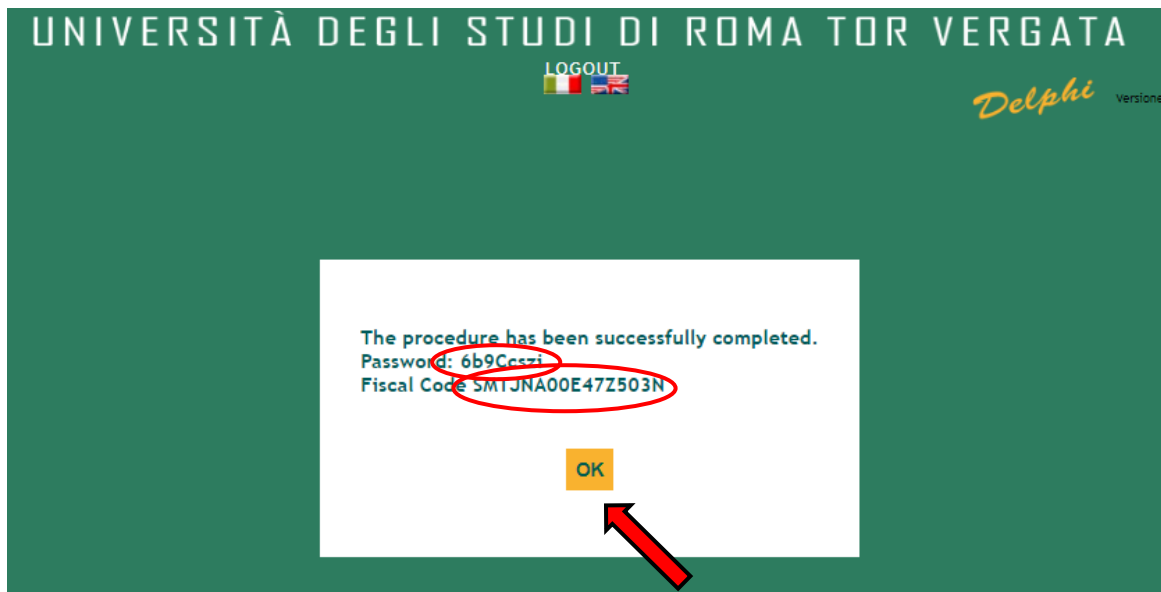 UNIVERSITÀ DEGLI STUDI DI ROMA TOR VERGATA
LOGOUT
Delphi Versione
The procedure has been successfully completed.
Password: 6b9Ccszi
Fiscal Code SMTJNA00E47Z503N
OK